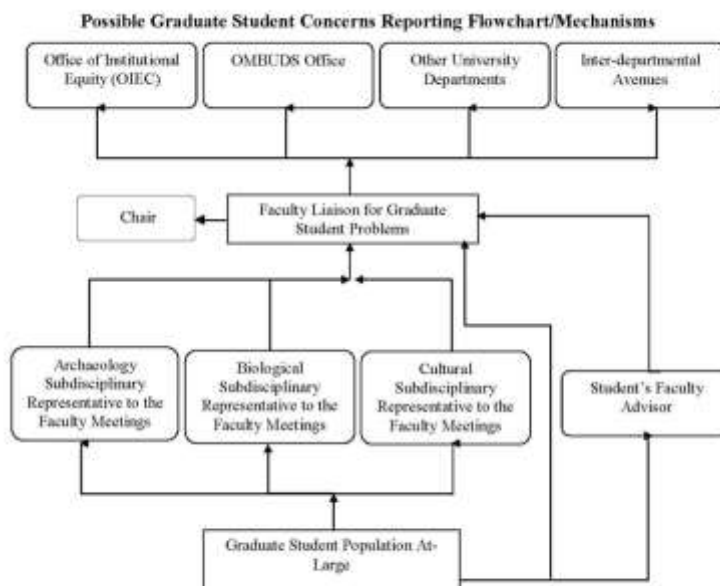 Possible Graduate Student Concerns Reporting Flowchart/Mechanisms
Office of Institutional
Equity (OIEC)
OMBUDS Office
Other University
Departments
Inter-departmental
Avenues
Chair
Faculty Liaison for Graduate
Student Problems
Archaeology
Subdisciplinary
Representative to the
Faculty Meetings
Biological
Subdisciplinary
Representative to the
Faculty Meetings
Cultural
Subdisciplinary
Representative to the
Faculty Meetings
Student's Faculty
Advisor
Graduate Student Population At-
Large